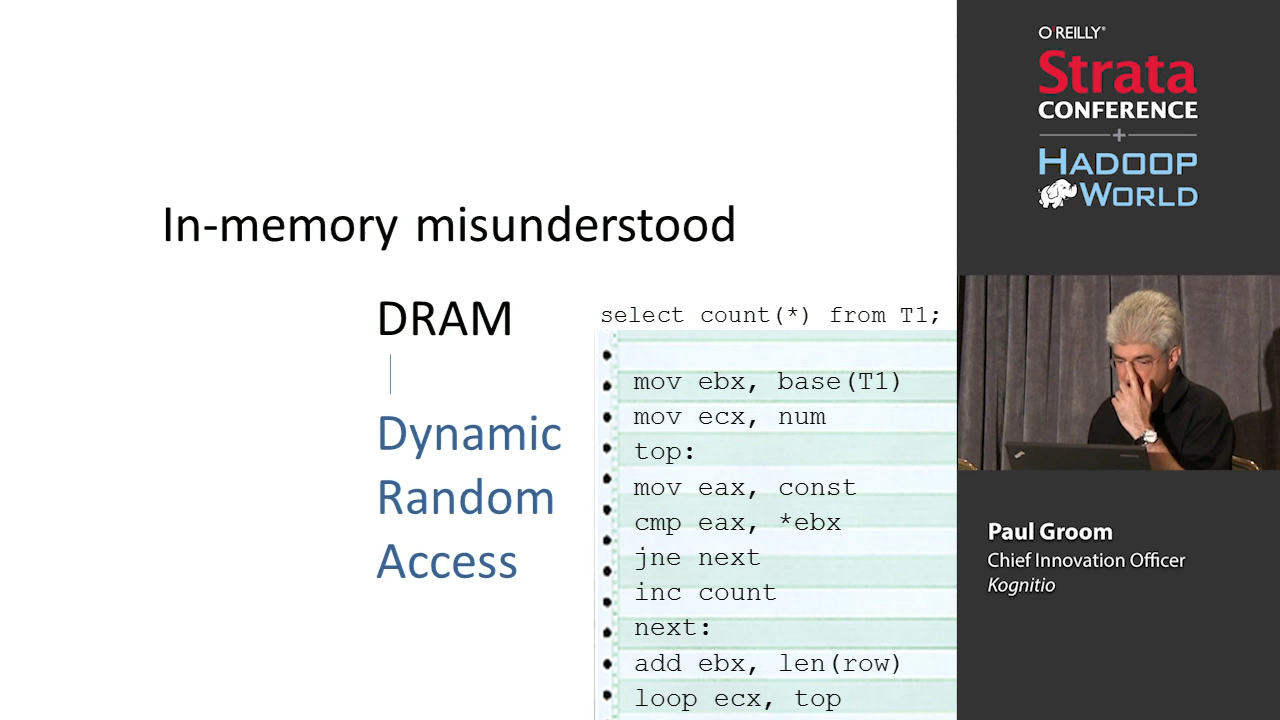 In-memory misunderstood
DRAM
Dynamic
Random
Access
select count(*) from T1;
mov ebx, base(T1)
mov ecx, num
top:
mov eax, const
cmp eax, *ebx
jne next
inc count
next:
add ebx, len(row)
loop ecx, top
O'REILLY®
Strata
CONFERENCE
+
HADOOP
WORLD
Paul Groom
Chief Innovation Officer
Kognitio